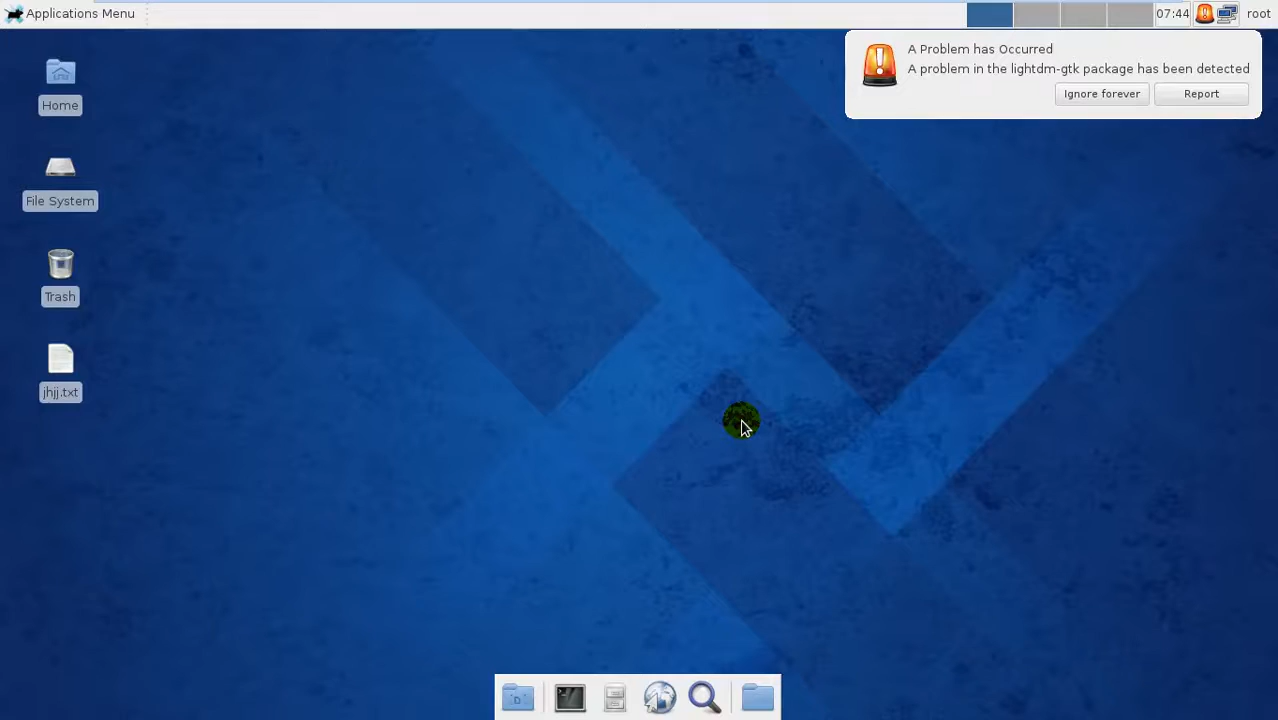 Applications Menu
07:44
root
A Problem has Occurred
A problem in the lightdm-gtk package has been detected
Ignore forever
Report
Home
File System
Trash
jhjj.txt